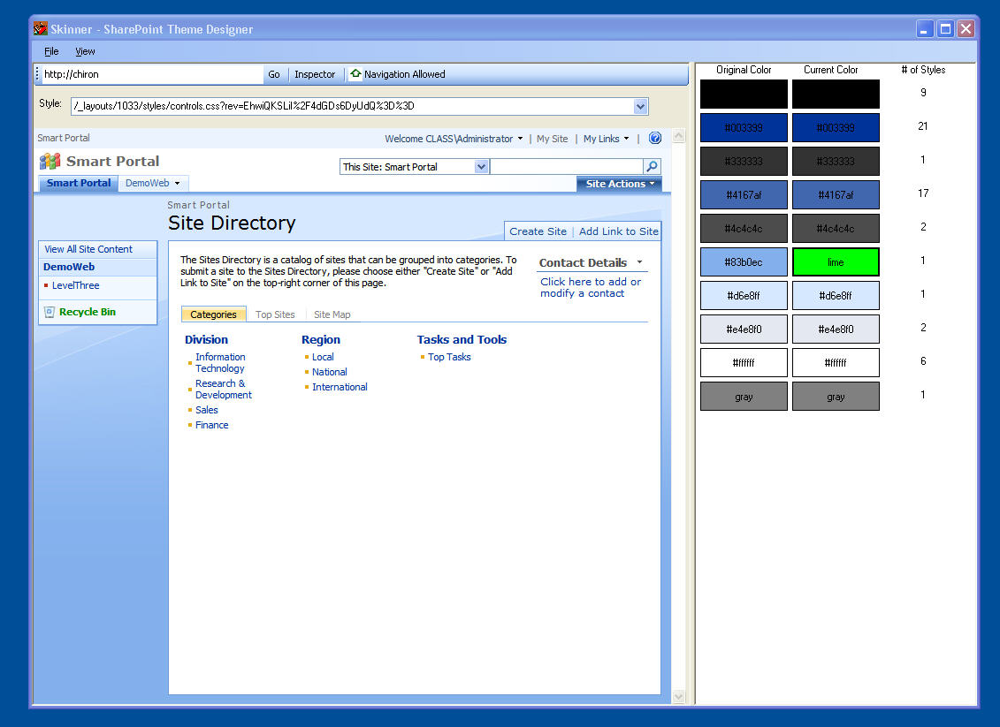 Skinner - SharePoint Theme Designer
File View
http://chiron Go Inspector Navigation Allowed
Style: /_layouts/1033/styles/controls.css?rev=EhwiQKSLiI%2F4dGDs6DyUdQ%3D%3D
Smart Portal Welcome CLASS\Administrator | My Site | My Links |
Smart Portal This Site: Smart Portal
Smart Portal DemoWeb Site Actions
Smart Portal
Site Directory
Create Site | Add Link to Site
View All Site Content
DemoWeb
LevelThree
Recycle Bin
The Sites Directory is a catalog of sites that can be grouped into categories. To
submit a site to the Sites Directory, please choose either "Create Site" or "Add
Link to Site" on the top-right corner of this page.
Contact Details
Click here to add or
modify a contact
Categories Top Sites Site Map
Division
Information
Technology
Research &
Development
Sales
Finance
Region
Local
National
International
Tasks and Tools
Top Tasks
Original Color Current Color # of Styles
9
#003399 #003399 21
#333333 #333333 1
#4167af #4167af 17
#4c4c4c #4c4c4c 2
#83b0ec lime 1
#d6e8ff #d6e8ff 1
#e4e8f0 #e4e8f0 2
#ffffff #ffffff 6
gray gray 1